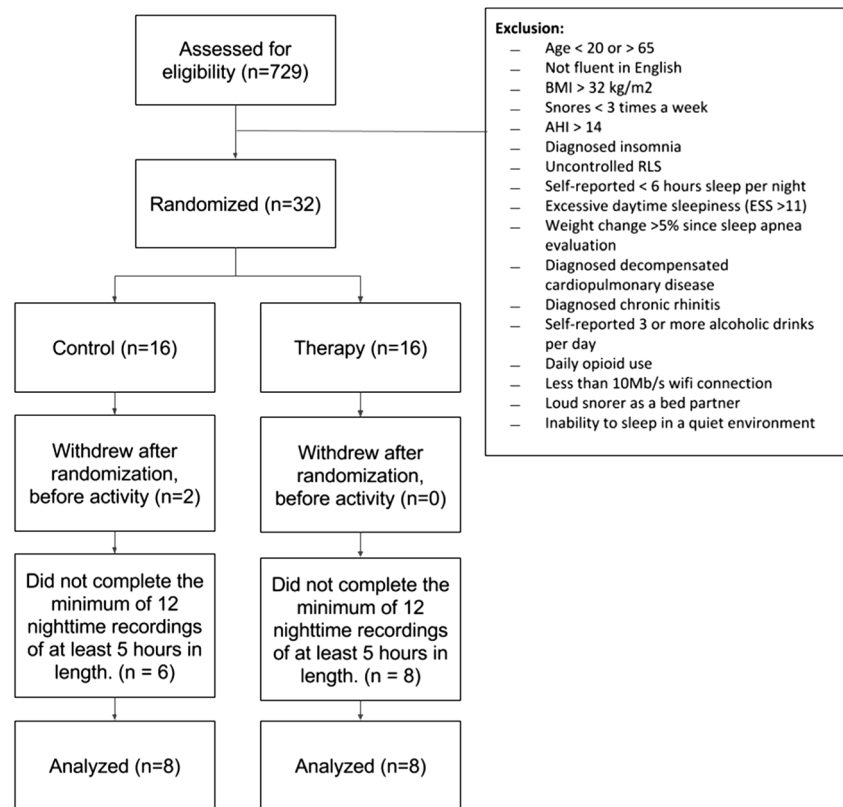 Assessed for
eligibility (n=729)
Exclusion:
— Age < 20 or > 65
— Not fluent in English
— BMI > 32 kg/m2
— Snores < 3 times a week
— AHI > 14
— Diagnosed insomnia
— Uncontrolled RLS
— Self-reported < 6 hours sleep per night
— Excessive daytime sleepiness (ESS >11)
— Weight change >5% since sleep apnea
evaluation
— Diagnosed decompensated
cardiopulmonary disease
— Diagnosed chronic rhinitis
— Self-reported 3 or more alcoholic drinks
per day
— Daily opioid use
— Less than 10Mb/s wifi connection
— Loud snorer as a bed partner
— Inability to sleep in a quiet environment
Randomized (n=32)
Control (n=16)
Therapy (n=16)
Withdrew after
randomization,
before activity (n=2)
Withdrew after
randomization,
before activity (n=0)
Did not complete the
minimum of 12
nighttime recordings
of at least 5 hours in
length. (n = 6)
Did not complete the
minimum of 12
nighttime recordings
of at least 5 hours in
length. (n = 8)
Analyzed (n=8)
Analyzed (n=8)